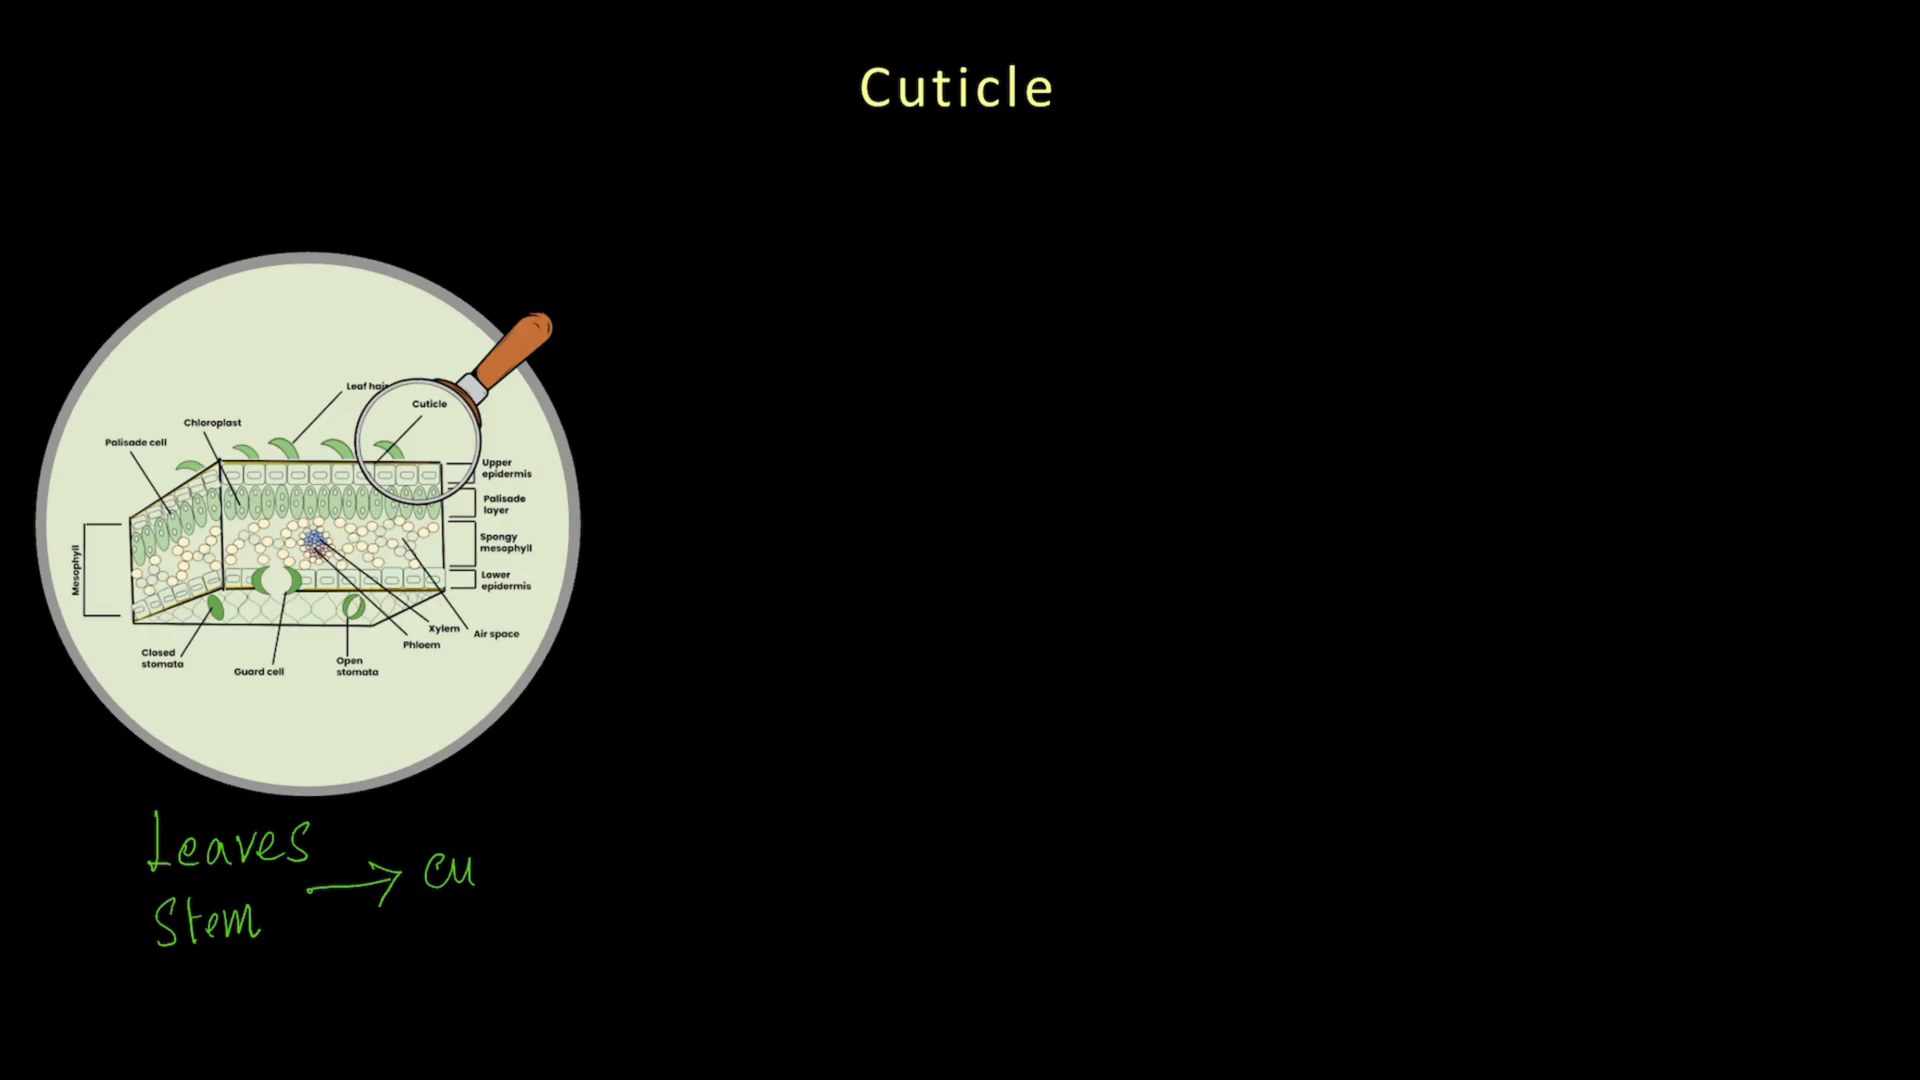 Cuticle
Leaf hair
Cuticle
Chloroplast
Palisade cell
Upper
epidermis
Palisade
layer
Spongy
mesophyll
Mesophyll
Lower
epidermis
Xylem
Air space
Phloem
Closed
stomata
Guard cell
Open
stomata
Leaves
→ cu
Stem